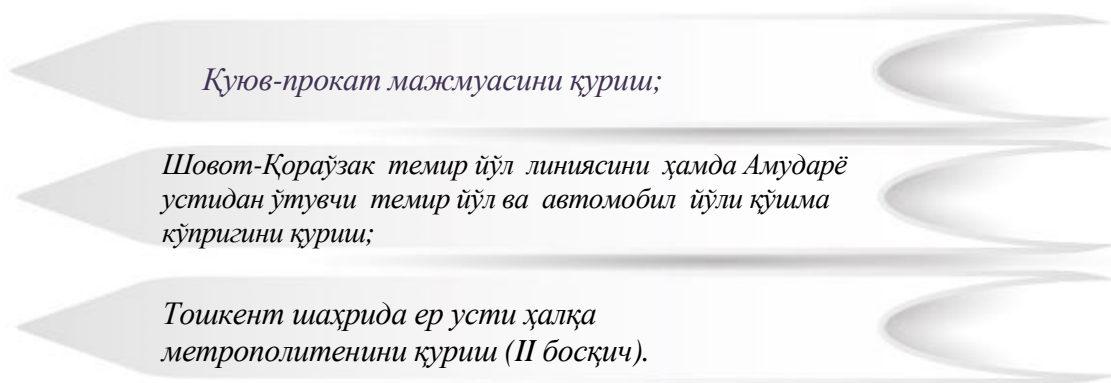 Қуюв-прокат мажмуасини қуриш;
Шовот-Қораўзак темир йўл линиясини ҳамда Амударё
устидан ўтувчи темир йўл ва автомобил йўли қўшма
кўпригини қуриш;
Тошкент шаҳрида ер усти ҳалқа
метрополитенини қуриш (II босқич).